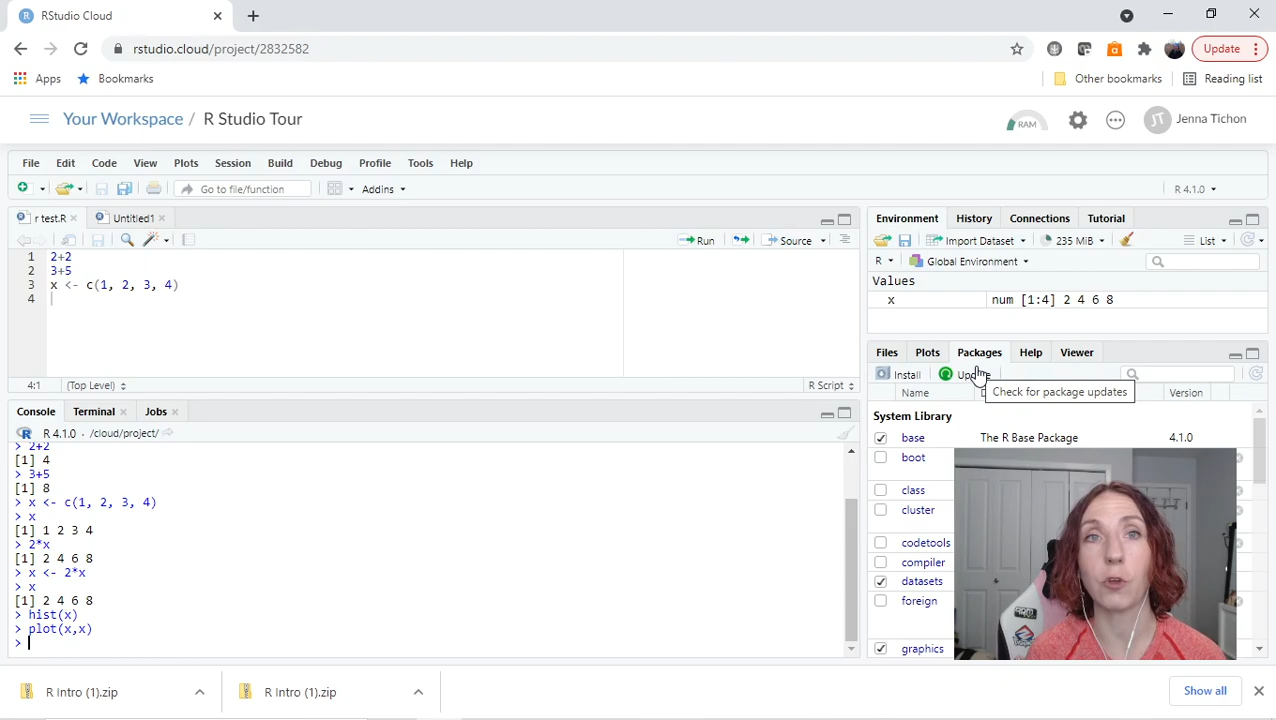 RStudio Cloud
rstudio.cloud/project/2832582
Update
Apps
Bookmarks
Other bookmarks
Reading list
Your Workspace / R Studio Tour
RAM
JT
Jenna Tichon
File Edit Code View Plots Session Build Debug Profile Tools Help
Go to file/function
Addins
R 4.1.0
r test.R
Untitled1
Run
Source
1 2+2
2 3+5
3 x <- c(1, 2, 3, 4)
4
4:1 (Top Level)
R Script
Console Terminal Jobs
R 4.1.0 · /cloud/project/
> 2+2
[1] 4
> 3+5
[1] 8
> x <- c(1, 2, 3, 4)
> x
[1] 1 2 3 4
> 2*x
[1] 2 4 6 8
> x <- 2*x
> x
[1] 2 4 6 8
> hist(x)
> plot(x,x)
>
Environment History Connections Tutorial
Import Dataset
235 MiB
List
R
Global Environment
Values
x num [1:4] 2 4 6 8
Files Plots Packages Help Viewer
Install
Check for package updates
Name
Version
System Library
base The R Base Package 4.1.0
boot
class
cluster
codetools
compiler
datasets
foreign
graphics
R Intro (1).zip
R Intro (1).zip
Show all